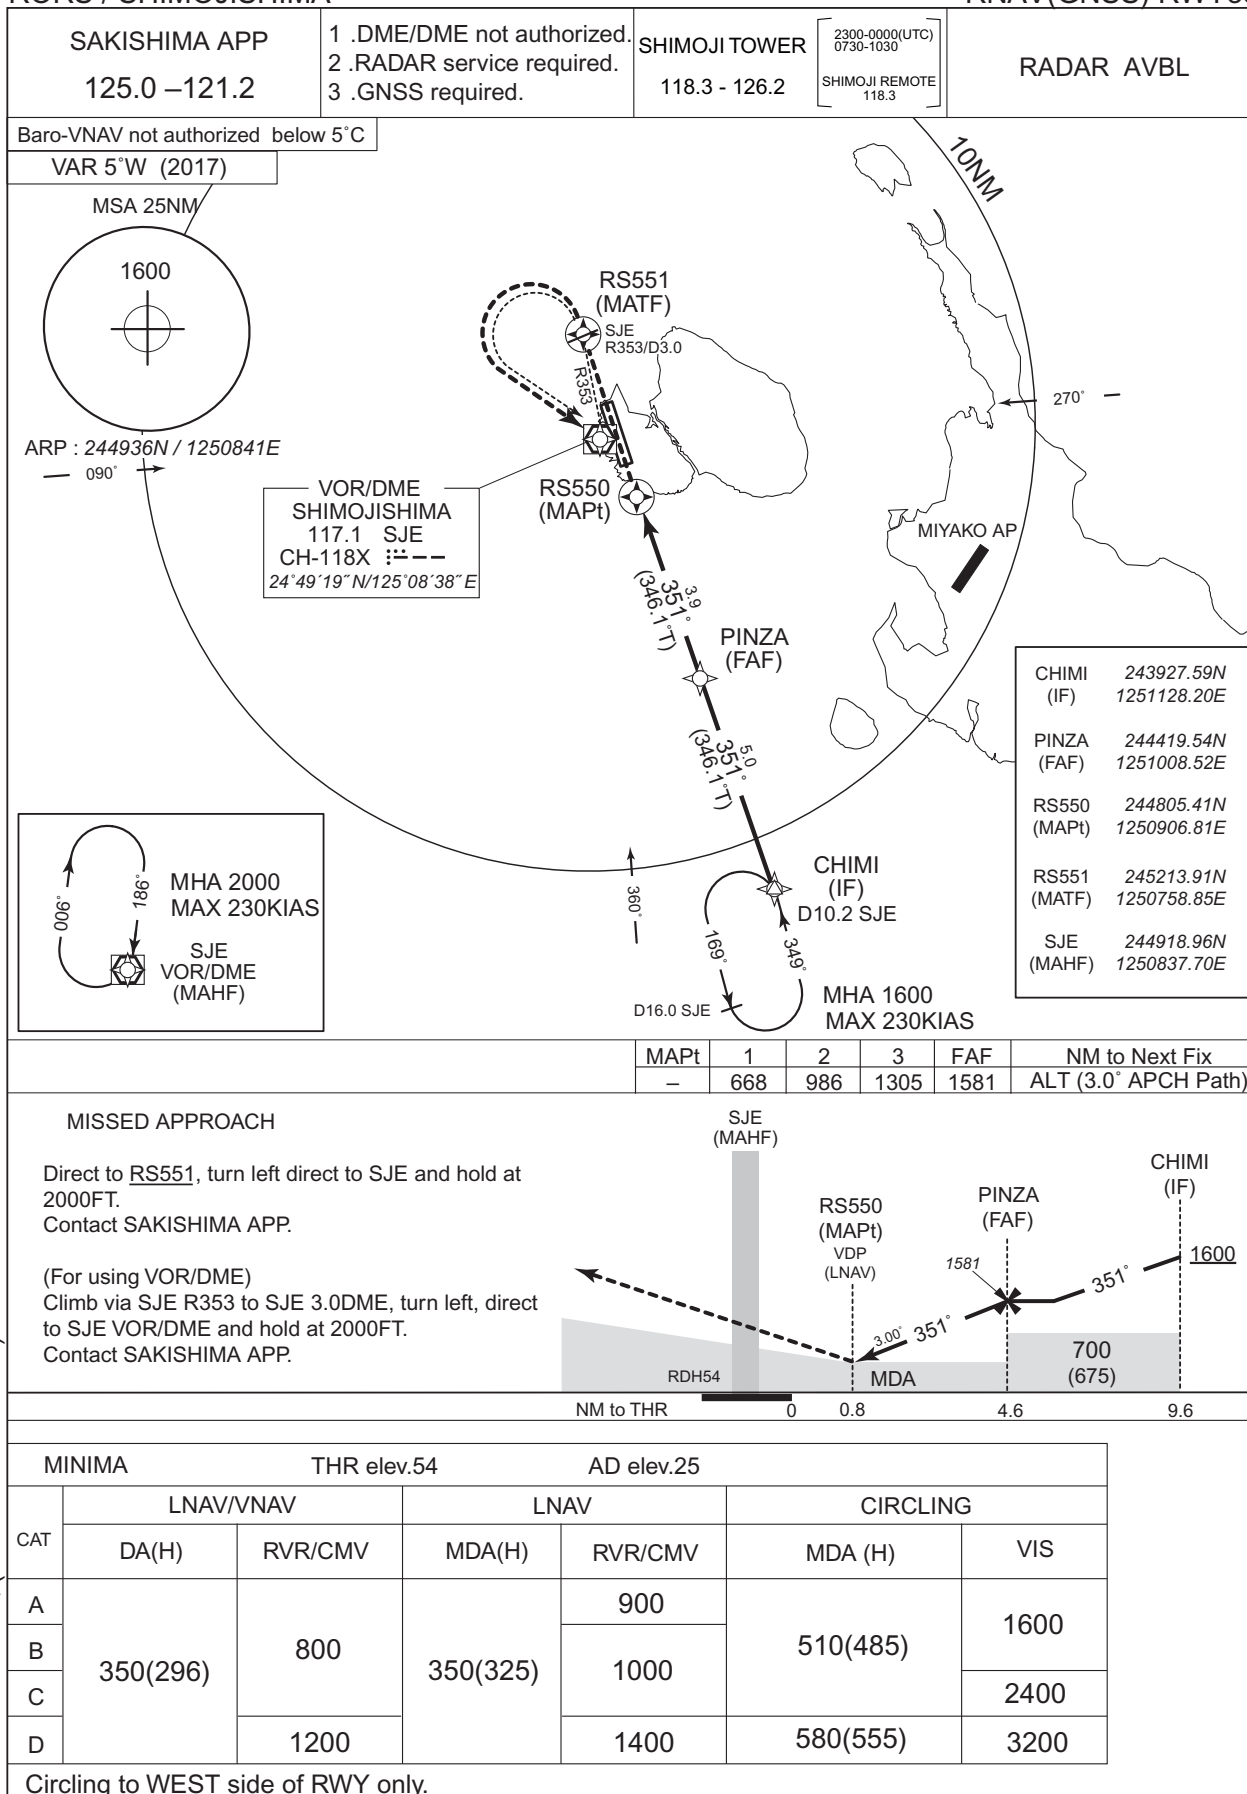 SAKISHIMA APP
125.0 –121.2
1 .DME/DME not authorized.
2 .RADAR service required.
3 .GNSS required.
SHIMOJI TOWER
118.3 - 126.2
2300-0000(UTC)
0730-1030
SHIMOJI REMOTE
118.3
RADAR AVBL
Baro-VNAV not authorized below 5˚C
VAR 5˚W (2017)
MSA 25NM
1600
ARP : 244936N / 1250841E
090˚
10NM
270˚
360˚
RS551
(MATF)
SJE
R353/D3.0
R353
VOR/DME
SHIMOJISHIMA
117.1 SJE
CH-118X
24˚49´19˝N/125˚08´38˝E
RS550
(MAPt)
MIYAKO AP
3.9
351˚
(346.1˚T)
PINZA
(FAF)
5.0
351˚
(346.1˚T)
CHIMI
(IF)
D10.2 SJE
169˚
349˚
D16.0 SJE
MHA 1600
MAX 230KIAS
CHIMI 243927.59N
(IF) 1251128.20E
PINZA 244419.54N
(FAF) 1251008.52E
RS550 244805.41N
(MAPt) 1250906.81E
RS551 245213.91N
(MATF) 1250758.85E
SJE 244918.96N
(MAHF) 1250837.70E
006˚
186˚
MHA 2000
MAX 230KIAS
SJE
VOR/DME
(MAHF)
MAPt 1 2 3 FAF NM to Next Fix
– 668 986 1305 1581 ALT (3.0˚ APCH Path)
MISSED APPROACH
Direct to RS551, turn left direct to SJE and hold at
2000FT.
Contact SAKISHIMA APP.
(For using VOR/DME)
Climb via SJE R353 to SJE 3.0DME, turn left, direct
to SJE VOR/DME and hold at 2000FT.
Contact SAKISHIMA APP.
SJE
(MAHF)
RS550
(MAPt)
VDP
(LNAV)
PINZA
(FAF)
CHIMI
(IF)
1581
1600
351˚
3.00˚ 351˚
700
(675)
RDH54
MDA
NM to THR 0 0.8 4.6 9.6
MINIMA THR elev.54 AD elev.25
CAT LNAV/VNAV LNAV CIRCLING
DA(H) RVR/CMV MDA(H) RVR/CMV MDA (H) VIS
A 350(296) 800 350(325) 900 510(485) 1600
B 1000
C 2400
D 1200 1400 580(555) 3200
Circling to WEST side of RWY only.